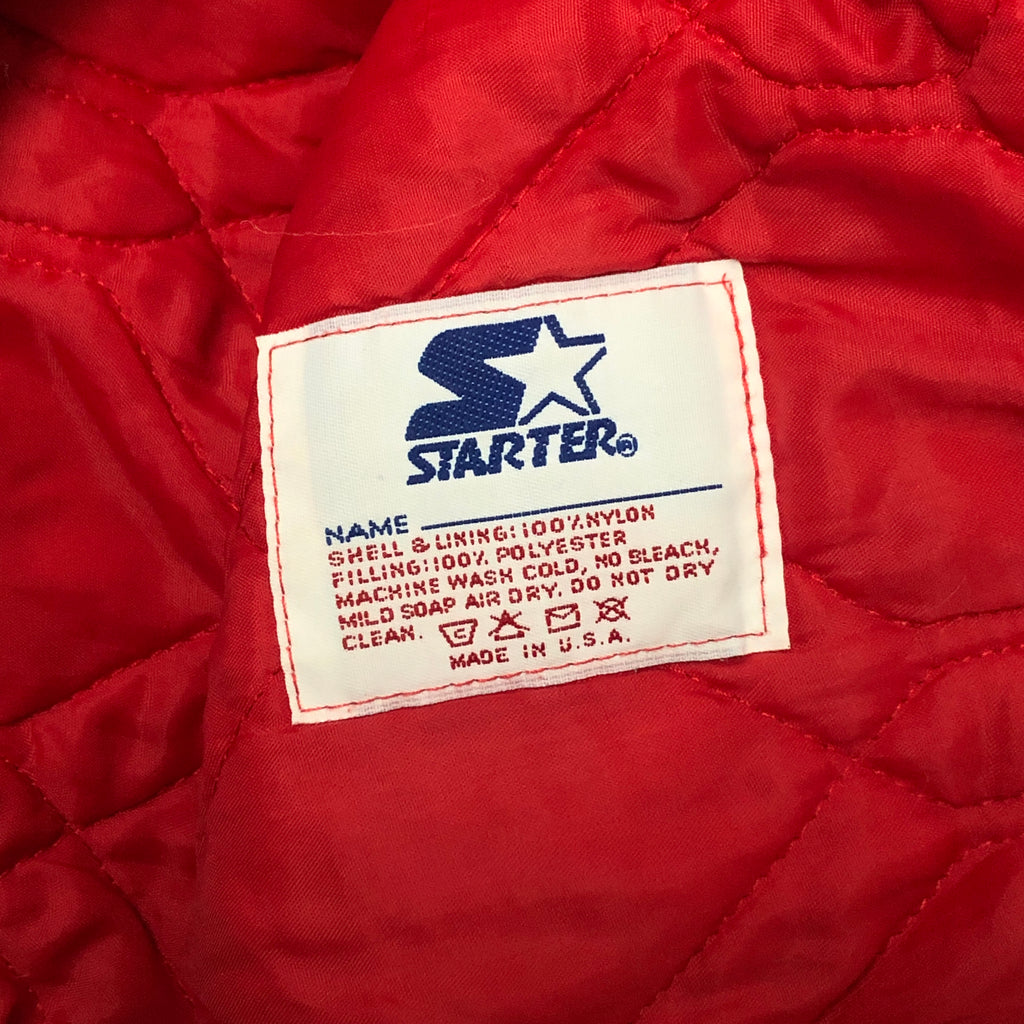 STARTER®
NAME
SHELL & LINING:100% NYLON
FILLING:100% POLYESTER
MACHINE WASH COLD, NO BLEACH,
MILD SOAP AIR DRY. DO NOT DRY
CLEAN.
MADE IN U.S.A.